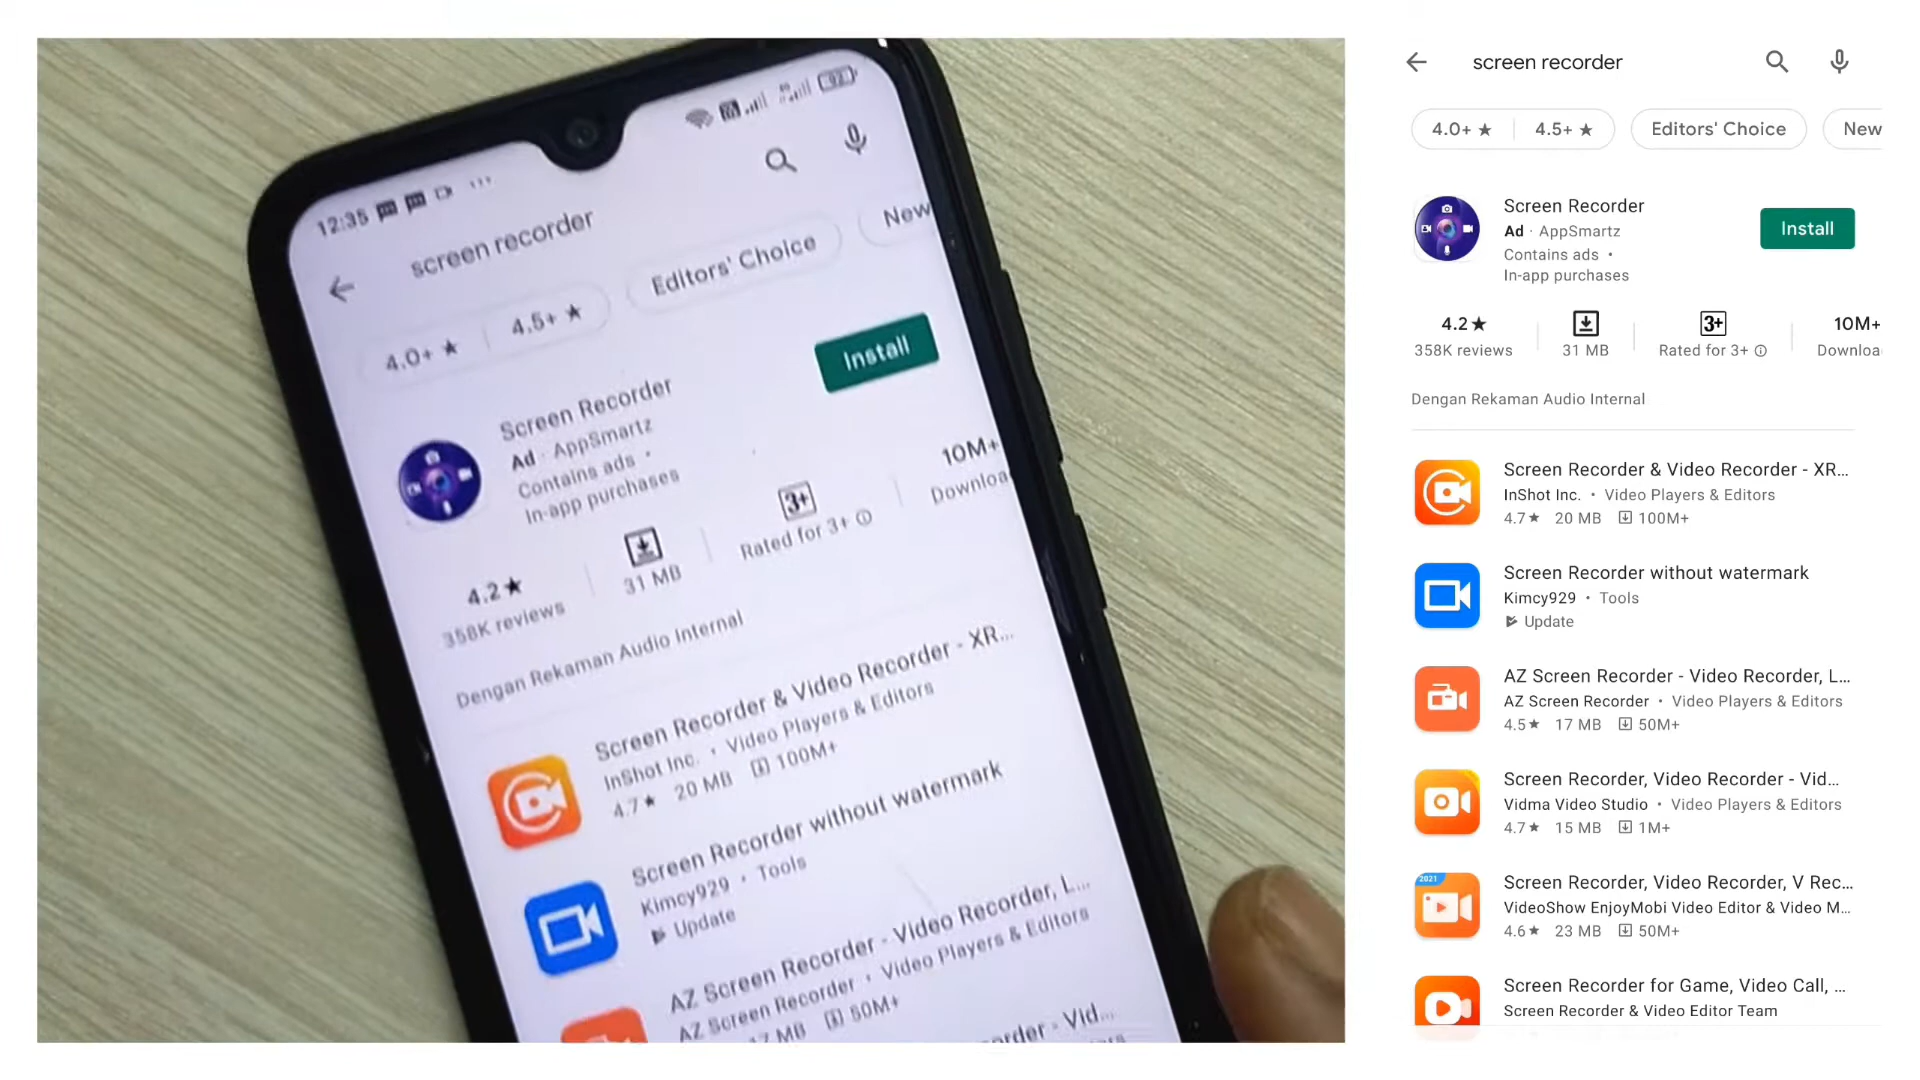 12:35
screen recorder
4.0+ ★ 4.5+ ★ Editors' Choice New
Screen Recorder
Ad · AppSmartz
Contains ads •
In-app purchases
Install
4.2★
358K reviews
31 MB
3+
Rated for 3+
10M+
Downloa
Dengan Rekaman Audio Internal
Screen Recorder & Video Recorder - XR...
InShot Inc. • Video Players & Editors
4.7★ 20 MB 100M+
Screen Recorder without watermark
Kimcy929 • Tools
Update
AZ Screen Recorder - Video Recorder, L...
AZ Screen Recorder • Video Players & Editors
17 MB 50M+
order - Vid...
screen recorder
4.0+ ★ 4.5+ ★ Editors' Choice New
Screen Recorder
Ad · AppSmartz
Contains ads •
In-app purchases
Install
4.2★
358K reviews
31 MB
3+
Rated for 3+
10M+
Downloa
Dengan Rekaman Audio Internal
Screen Recorder & Video Recorder - XR...
InShot Inc. • Video Players & Editors
4.7★ 20 MB 100M+
Screen Recorder without watermark
Kimcy929 • Tools
Update
AZ Screen Recorder - Video Recorder, L...
AZ Screen Recorder • Video Players & Editors
4.5★ 17 MB 50M+
Screen Recorder, Video Recorder - Vid...
Vidma Video Studio • Video Players & Editors
4.7★ 15 MB 1M+
2021
Screen Recorder, Video Recorder, V Rec...
VideoShow EnjoyMobi Video Editor & Video M...
4.6★ 23 MB 50M+
Screen Recorder for Game, Video Call, ...
Screen Recorder & Video Editor Team